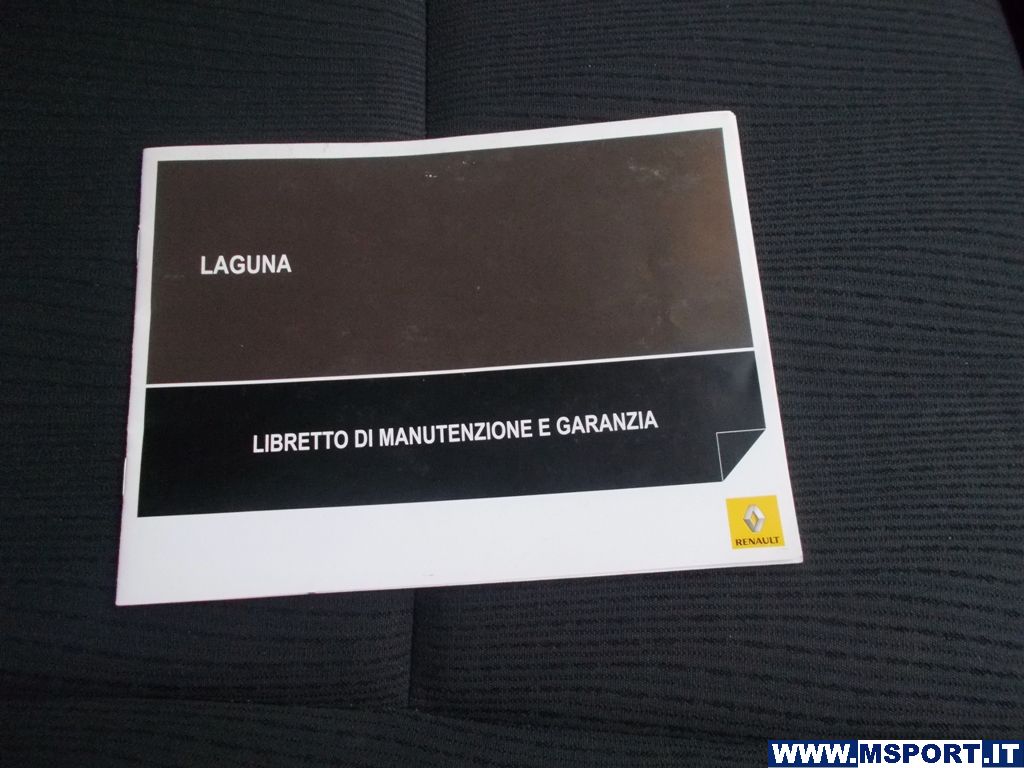 LAGUNA
LIBRETTO DI MANUTENZIONE E GARANZIA
RENAULT
WWW.MSPORT.IT